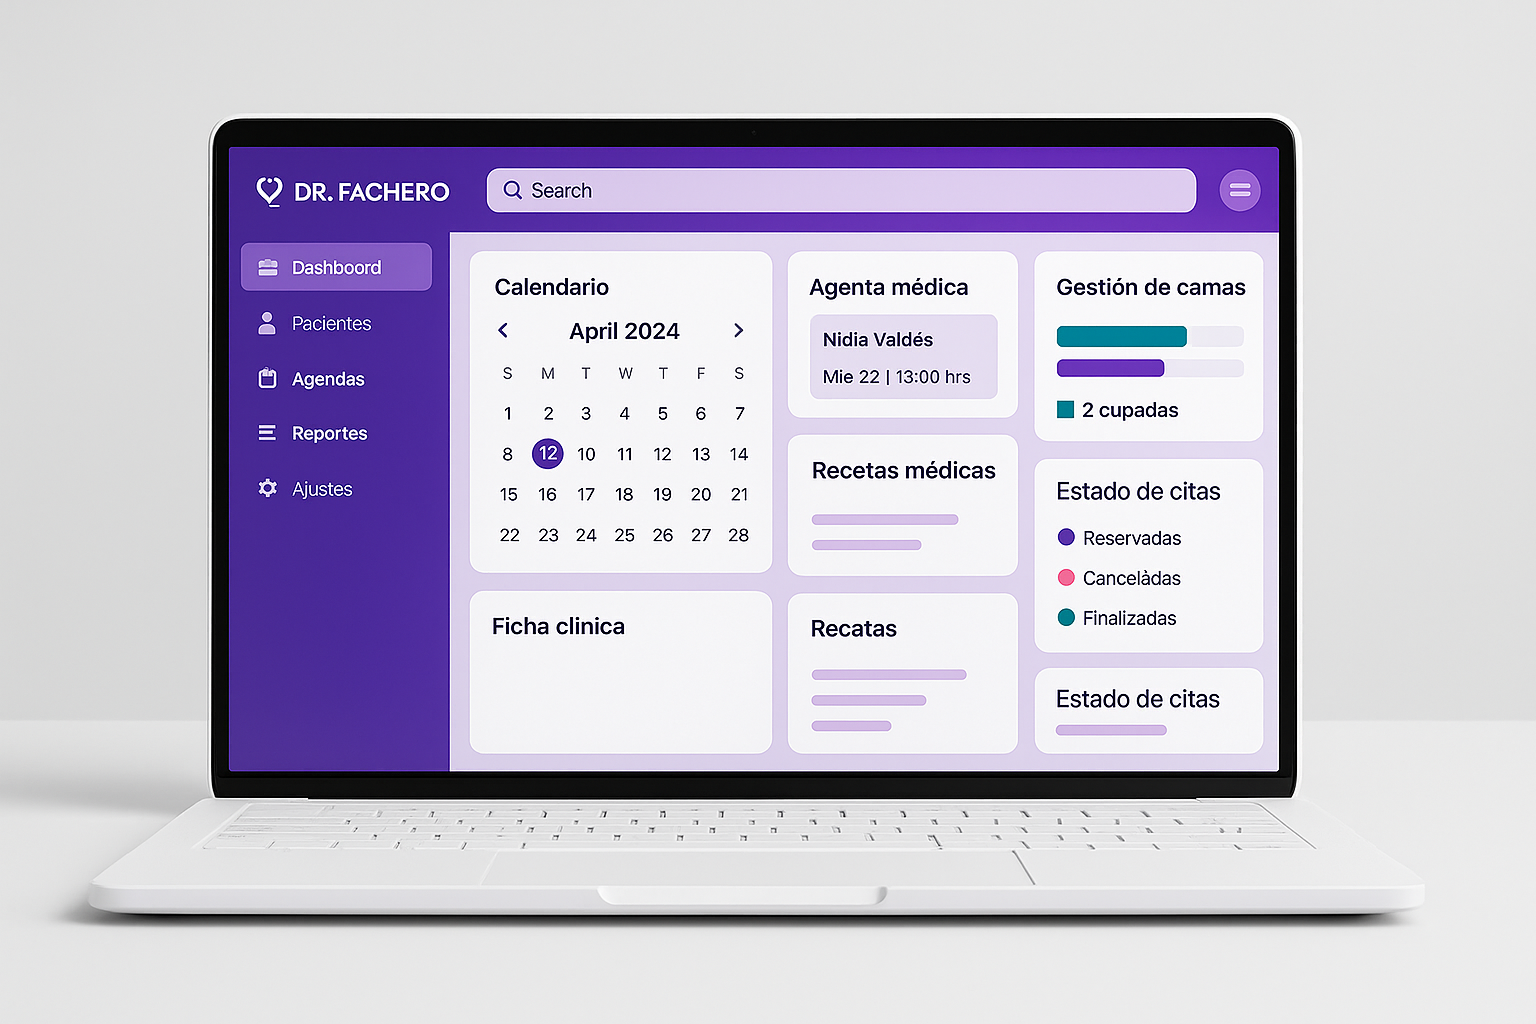 DR. FACHERO
Search
Dashboord
Pacientes
Agendas
Reportes
Ajustes
Calendario
April 2024
S M T W T F S
1 2 3 4 5 6 7
8 12 10 11 12 13 14
15 16 17 18 19 20 21
22 23 24 25 26 27 28
Ficha clinica
Agenta médica
Nidia Valdés
Mie 22 | 13:00 hrs
Recetas médicas
Recatas
Gestión de camas
2 cupadas
Estado de citas
Reservadas
Cancelàdas
Finalizadas
Estado de citas